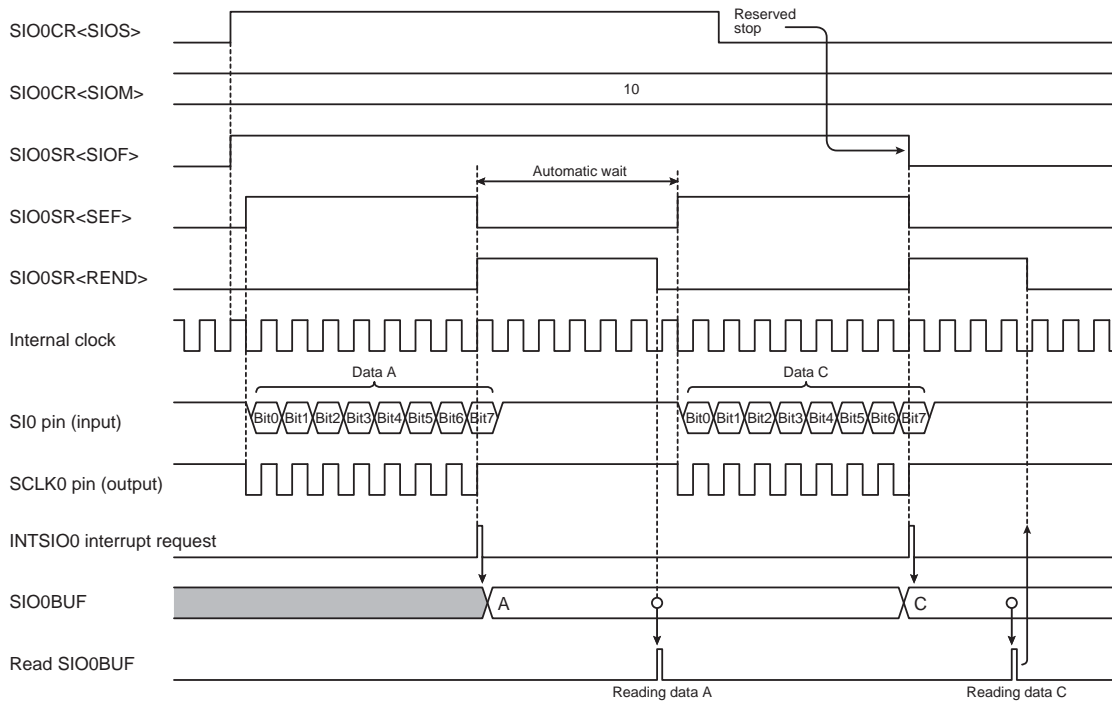 Reserved
stop
SIO0CR<SIOS>
SIO0CR<SIOM>
10
SIO0SR<SIOF>
Automatic wait
SIO0SR<SEF>
SIO0SR<REND>
Internal clock
Data A
Data C
SI0 pin (input)
Bit0 Bit1 Bit2 Bit3 Bit4 Bit5 Bit6 Bit7
Bit0 Bit1 Bit2 Bit3 Bit4 Bit5 Bit6 Bit7
SCLK0 pin (output)
INTSIO0 interrupt request
SIO0BUF
A
C
Read SIO0BUF
Reading data A
Reading data C